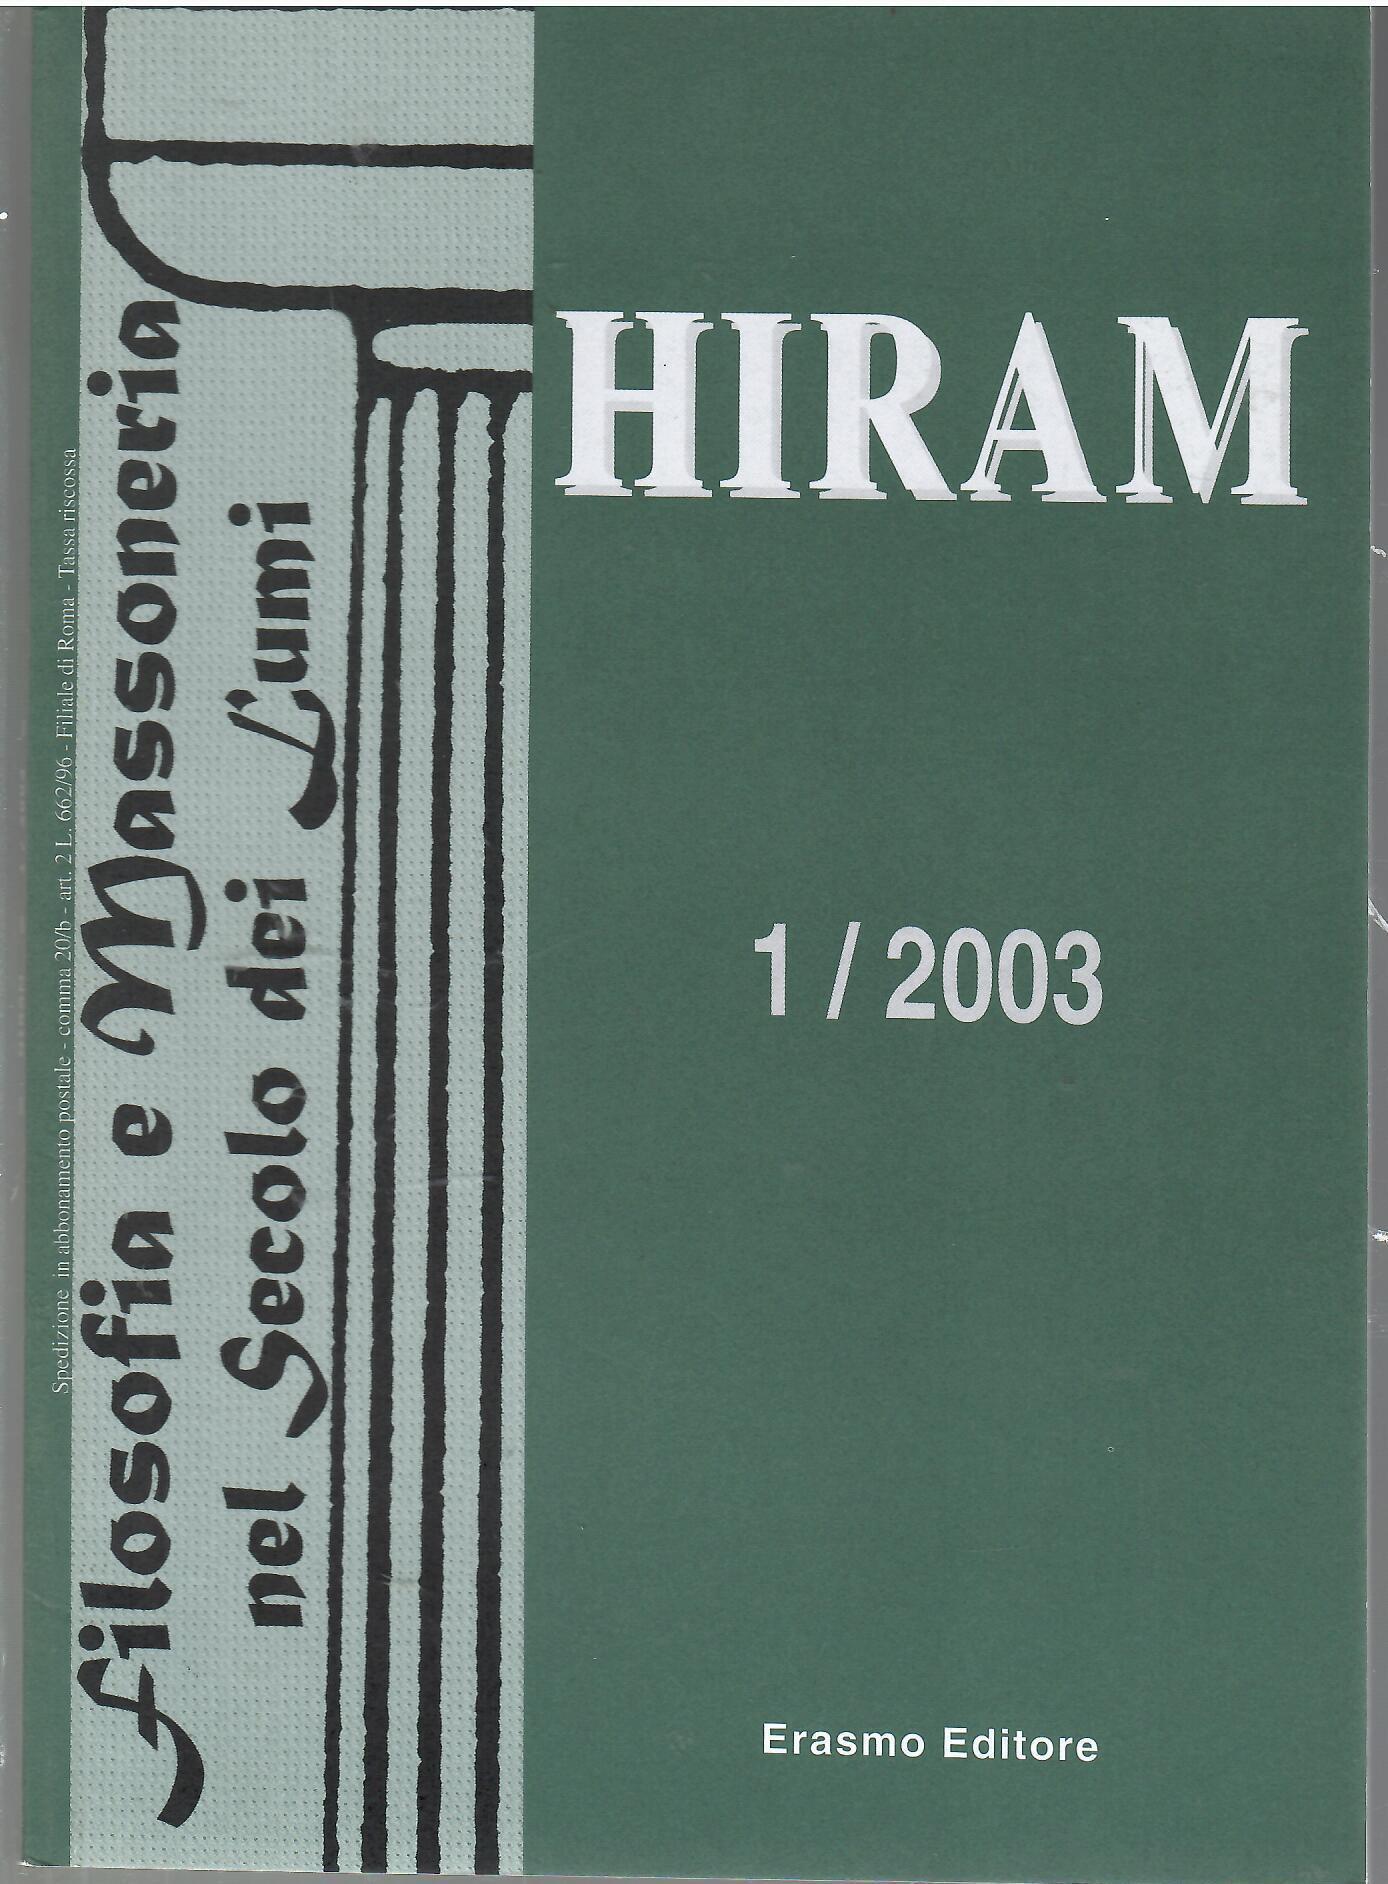 Spedizione in abbonamento postale - comma 20/b - art. 2 L. 662/96 - Filiale di Roma - Tassa riscossa
Filosofia e Massoneria
nel Secolo dei Lumi
HIRAM
1 / 2003
Erasmo Editore